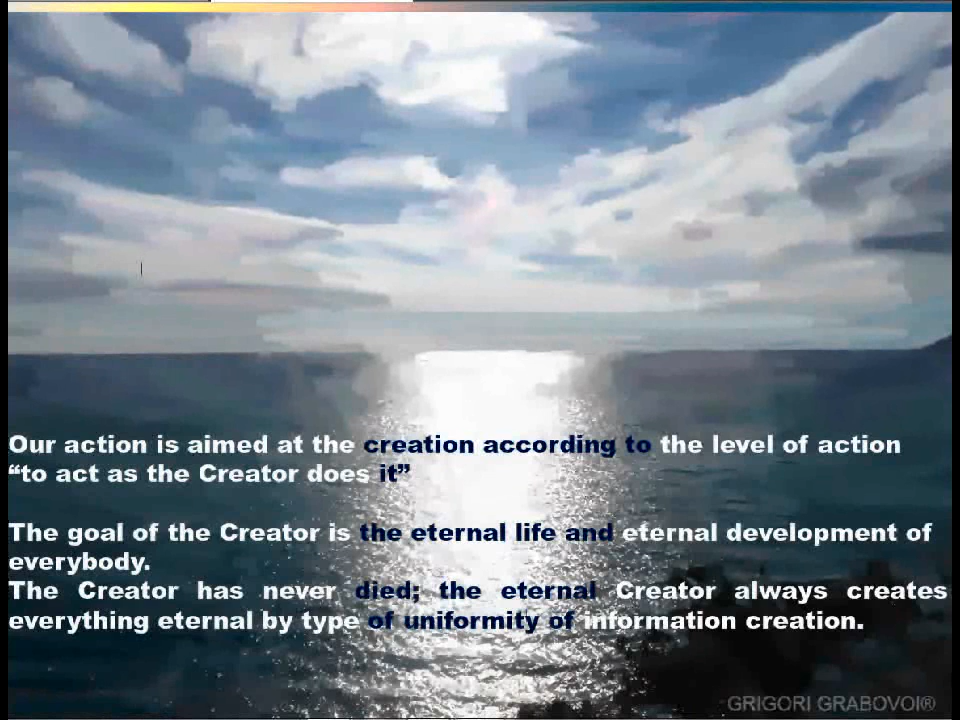 Our action is aimed at the creation according to the level of action
“to act as the Creator does it”
The goal of the Creator is the eternal life and eternal development of
everybody.
The Creator has never died; the eternal Creator always creates
everything eternal by type of uniformity of information creation.
GRIGORI GRABOVOI®